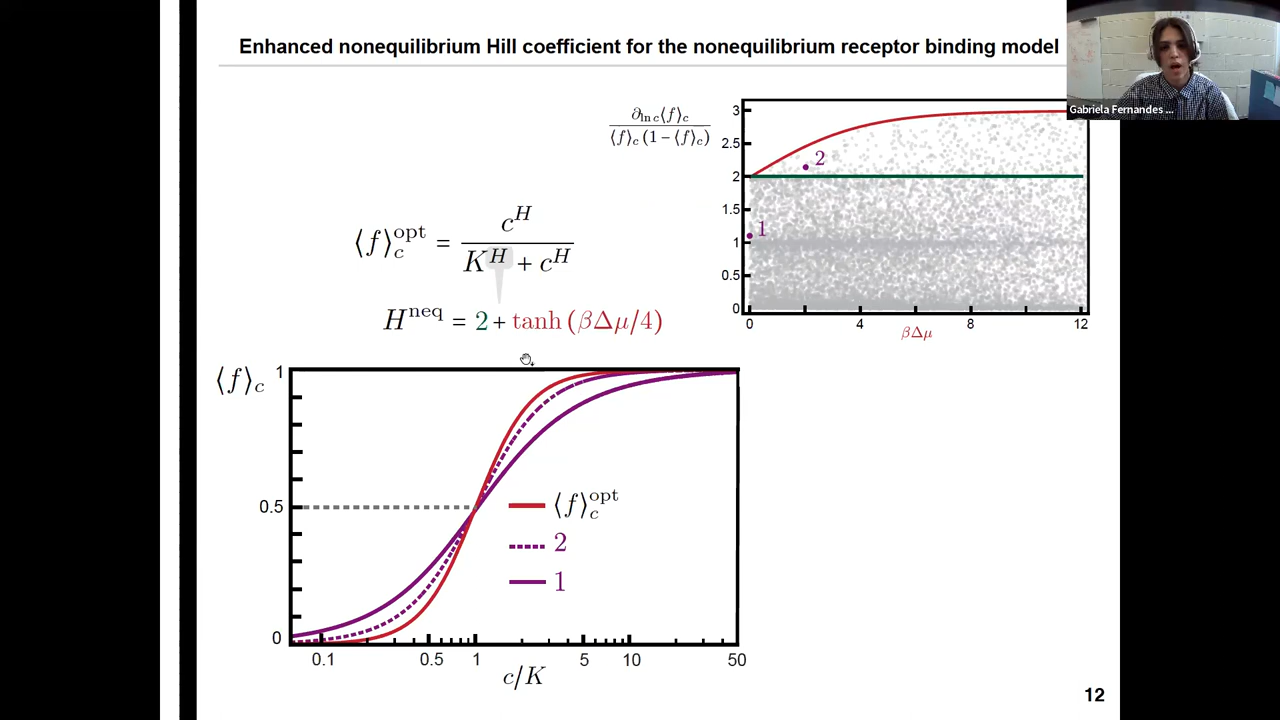 Enhanced nonequilibrium Hill coefficient for the nonequilibrium receptor binding model
Gabriela Fernandes ...
∂ln c⟨f⟩c / ⟨f⟩c (1 − ⟨f⟩c)
3
2.5
2
1.5
1
0.5
0
2
1
0
4
8
12
βΔμ
⟨f⟩c^opt = c^H / K^H + c^H
H^neq = 2 + tanh (βΔμ/4)
⟨f⟩c
1
0.5
0
⟨f⟩c^opt
2
1
0.1
0.5
1
5
10
50
c/K
12